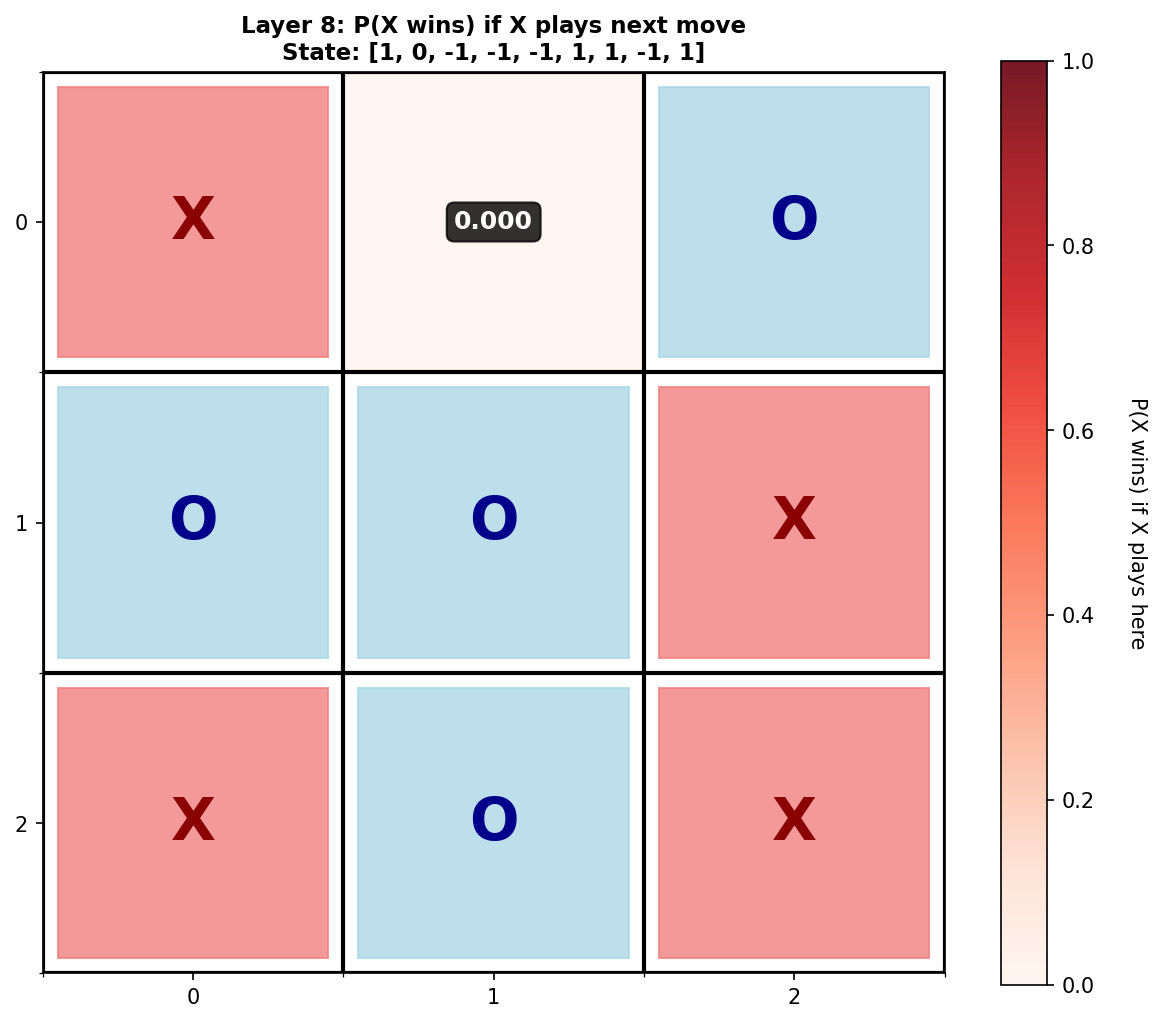 Layer 8: P(X wins) if X plays next move
State: [1, 0, -1, -1, -1, 1, 1, -1, 1]
X
0.000
O
O
O
X
X
O
X
0
1
2
0
1
2
1.0
0.8
0.6
0.4
0.2
0.0
P(X wins) if X plays here